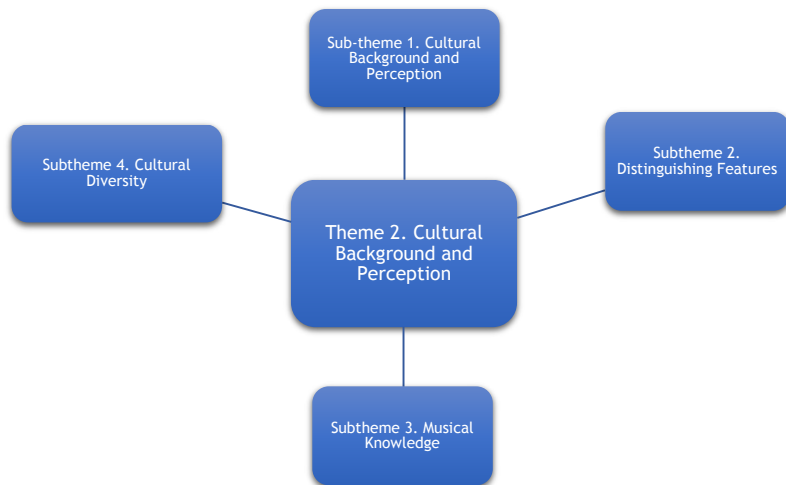 Sub-theme 1. Cultural
Background and
Perception
Subtheme 4. Cultural
Diversity
Subtheme 2.
Distinguishing Features
Theme 2. Cultural
Background and
Perception
Subtheme 3. Musical
Knowledge